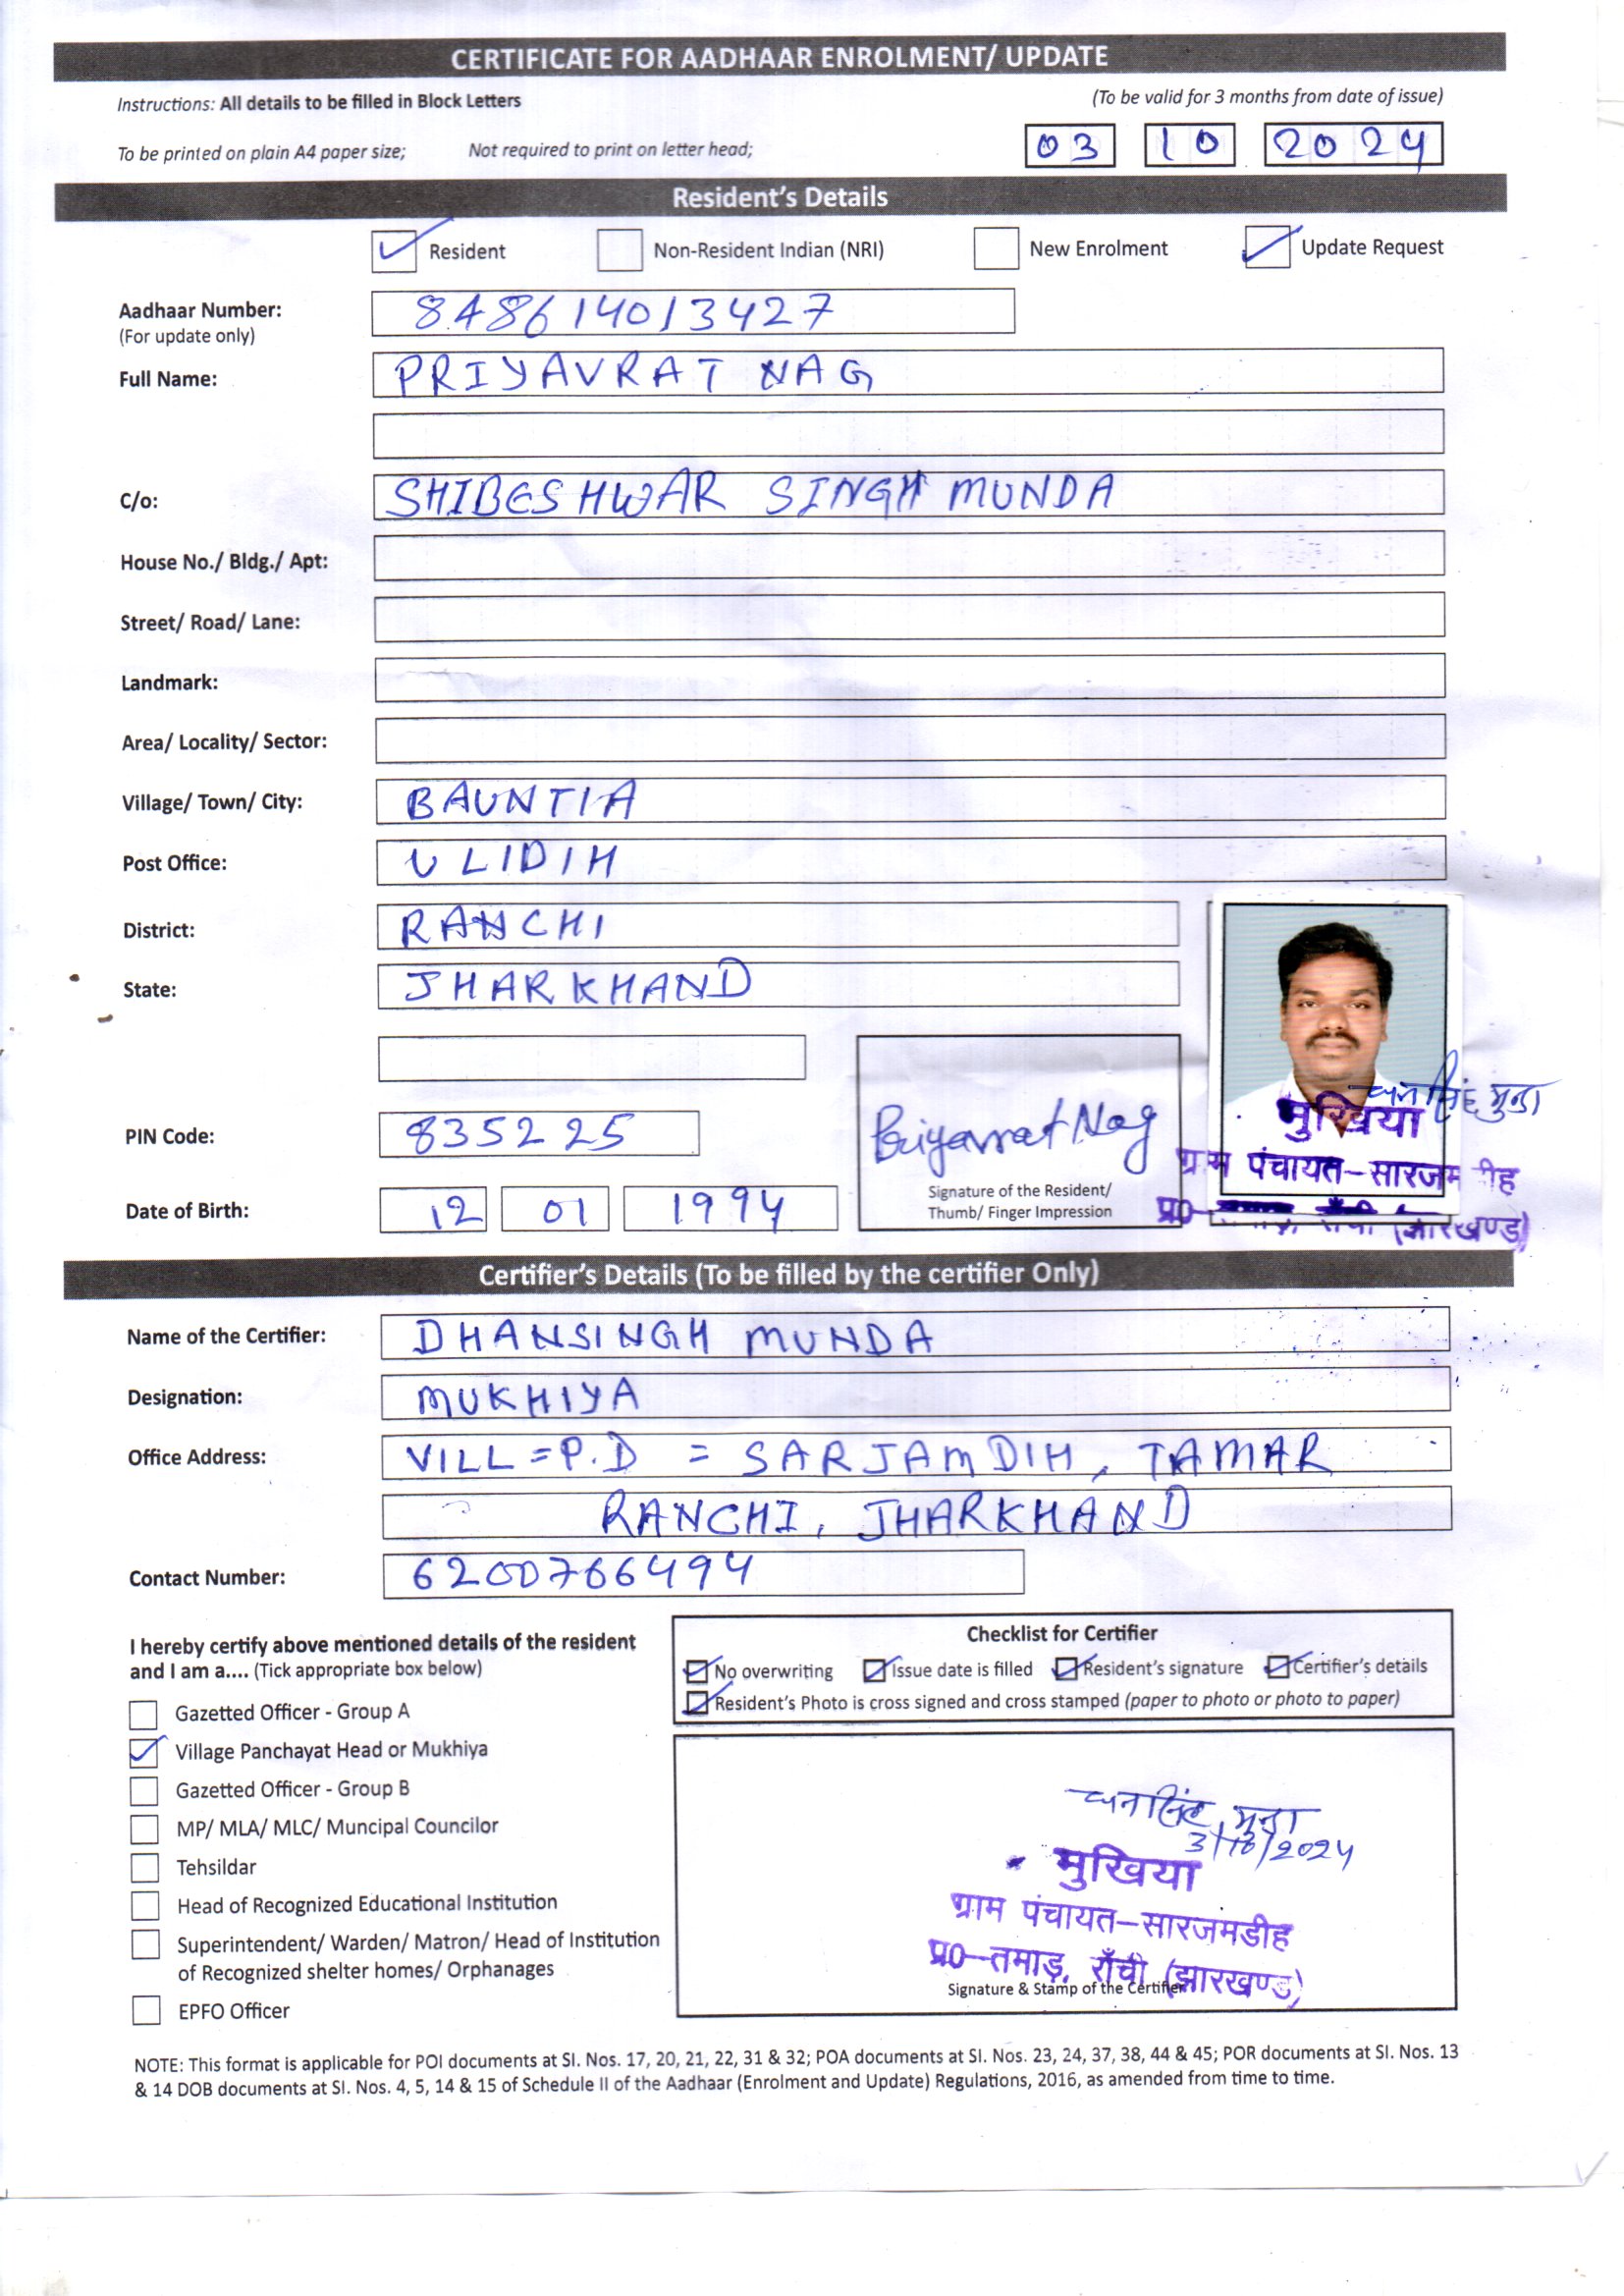 CERTIFICATE FOR AADHAAR ENROLMENT/ UPDATE
Instructions: All details to be filled in Block Letters
(To be valid for 3 months from date of issue)
To be printed on plain A4 paper size; Not required to print on letter head;
03 10 2024
Resident's Details
Resident Non-Resident Indian (NRI) New Enrolment Update Request
Aadhaar Number: 848614013427
(For update only)
Full Name: PRIYAVRAT NAG
C/o: SHIBESHWAR SINGH MUNDA
House No./ Bldg./ Apt:
Street/ Road/ Lane:
Landmark:
Area/ Locality/ Sector:
Village/ Town/ City: BAUNTIA
Post Office: ULIDIH
District: RANCHI
State: JHARKHAND
धनसिंह मुन्डा
मुखिया
ग्राम पंचायत-सारजमडीह
प्र0- राँची (झारखण्ड)
PIN Code: 835225
Priyavrat Nag
Signature of the Resident/
Thumb/ Finger Impression
Date of Birth: 12 01 1994
Certifier's Details (To be filled by the certifier Only)
Name of the Certifier: DHANSINGH MUNDA
Designation: MUKHIYA
Office Address: VILL = P.D = SARJAMDIH, TAMAR
RANCHI, JHARKHAND
Contact Number: 6200766494
I hereby certify above mentioned details of the resident
and I am a.... (Tick appropriate box below)
Gazetted Officer - Group A
Village Panchayat Head or Mukhiya
Gazetted Officer - Group B
MP/ MLA/ MLC/ Muncipal Councilor
Tehsildar
Head of Recognized Educational Institution
Superintendent/ Warden/ Matron/ Head of Institution
of Recognized shelter homes/ Orphanages
EPFO Officer
Checklist for Certifier
No overwriting Issue date is filled Resident's signature Certifier's details
Resident's Photo is cross signed and cross stamped (paper to photo or photo to paper)
धनसिंह मुन्डा
3/10/2024
मुखिया
ग्राम पंचायत-सारजमडीह
प्र0-तमाड़, राँची (झारखण्ड)
Signature & Stamp of the Certifier
NOTE: This format is applicable for POI documents at SI. Nos. 17, 20, 21, 22, 31 & 32; POA documents at SI. Nos. 23, 24, 37, 38, 44 & 45; POR documents at SI. Nos. 13
& 14 DOB documents at SI. Nos. 4, 5, 14 & 15 of Schedule II of the Aadhaar (Enrolment and Update) Regulations, 2016, as amended from time to time.